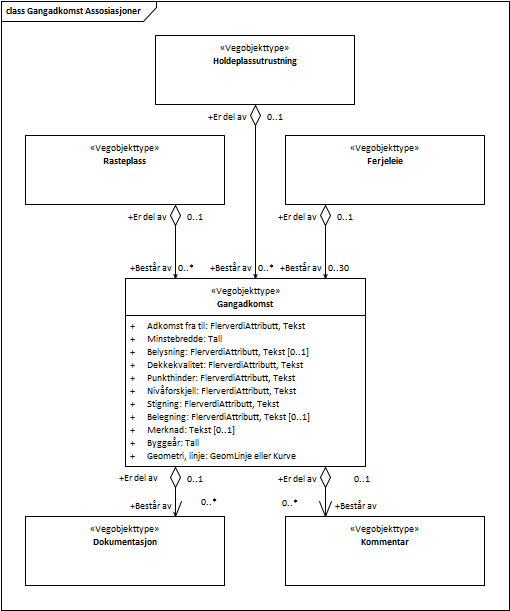 class Gangadkomst Assosiasjoner
«Vegobjekttype»
Holdeplassutrustning
+Er del av 0..1
«Vegobjekttype»
Rasteplass
«Vegobjekttype»
Ferjeleie
+Er del av 0..1
+Er del av 0..1
+Består av 0..*
+Består av 0..*
+Består av 0..30
«Vegobjekttype»
Gangadkomst
+ Adkomst fra til: FlerverdiAttributt, Tekst
+ Minstebredde: Tall
+ Belysning: FlerverdiAttributt, Tekst [0..1]
+ Dekkekvalitet: FlerverdiAttributt, Tekst
+ Punkthinder: FlerverdiAttributt, Tekst
+ Nivåforskjell: FlerverdiAttributt, Tekst
+ Stigning: FlerverdiAttributt, Tekst
+ Belegning: FlerverdiAttributt, Tekst [0..1]
+ Merknad: Tekst [0..1]
+ Byggeår: Tall
+ Geometri, linje: GeomLinje eller Kurve
+Er del av 0..1
+Er del av 0..1
+Består av 0..*
0..* +Består av
«Vegobjekttype»
Dokumentasjon
«Vegobjekttype»
Kommentar